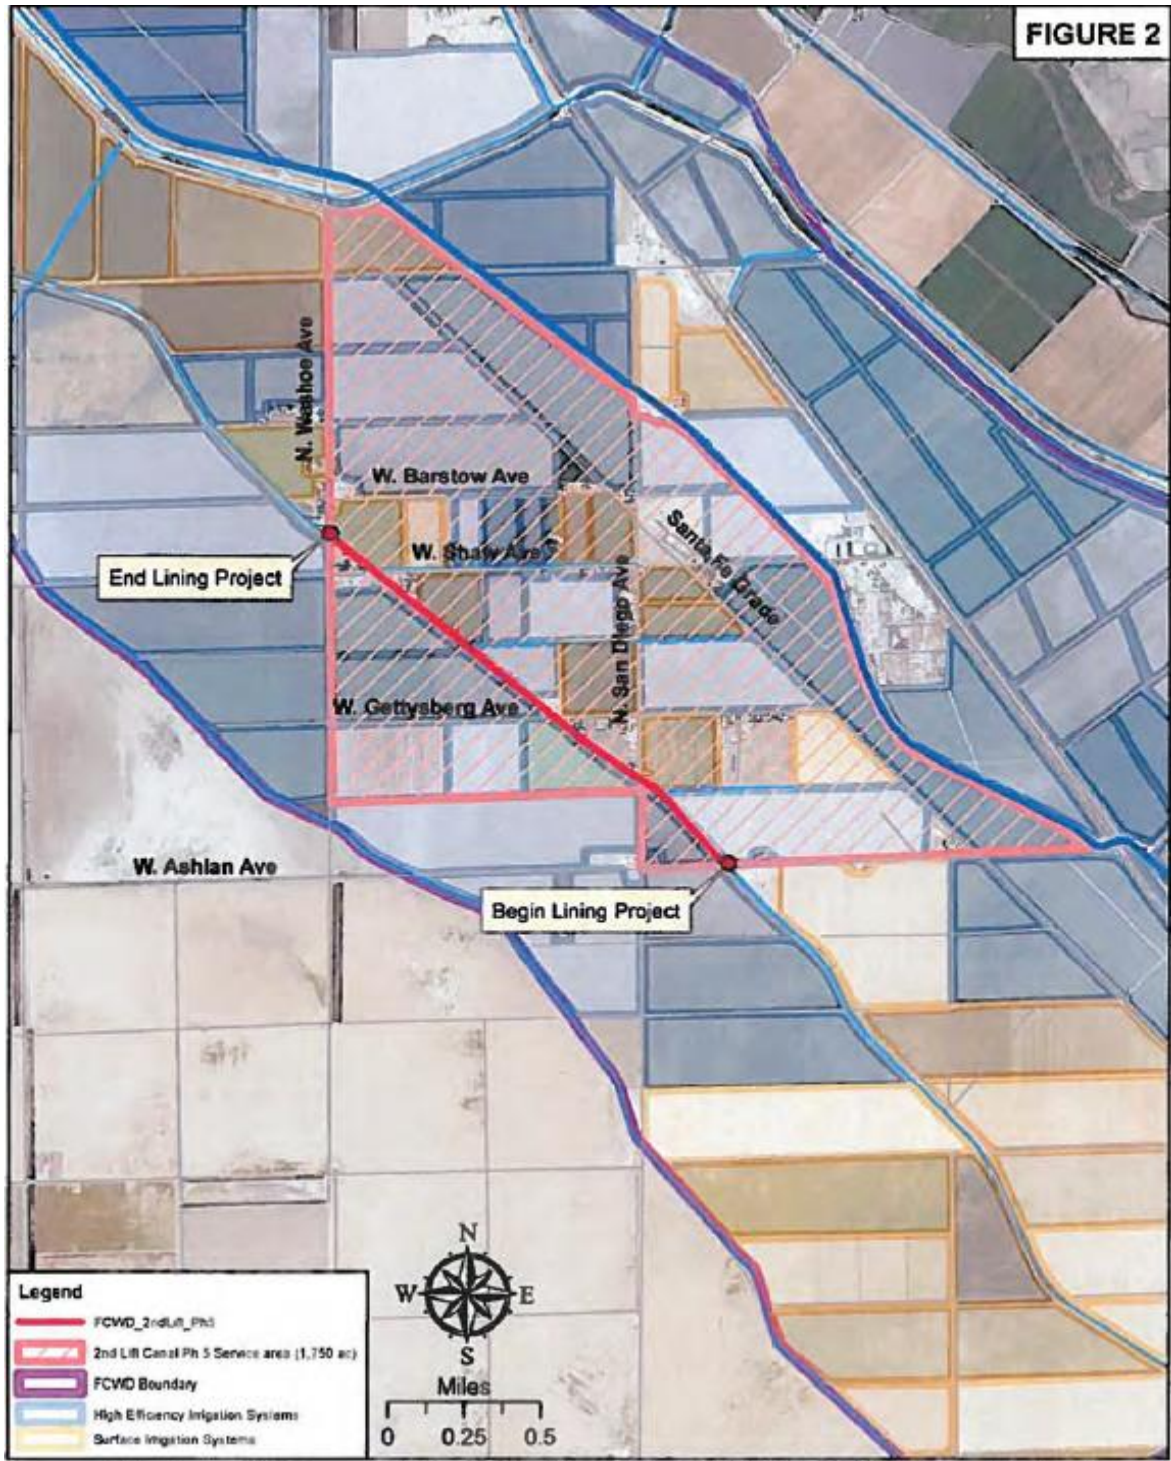 FIGURE 2
N. Washoe Ave
W. Barstow Ave
W. Shaw Ave
Santa Fe Grade
End Lining Project
N. San Diego Ave
W. Gettysberg Ave
W. Ashlan Ave
Begin Lining Project
N
W E
S
Miles
0 0.25 0.5
Legend
FCWD_2ndLift_Ph5
2nd Lift Canal Ph 5 Service area (1,750 ac)
FCWD Boundary
High Efficiency Irrigation Systems
Surface Irrigation Systems